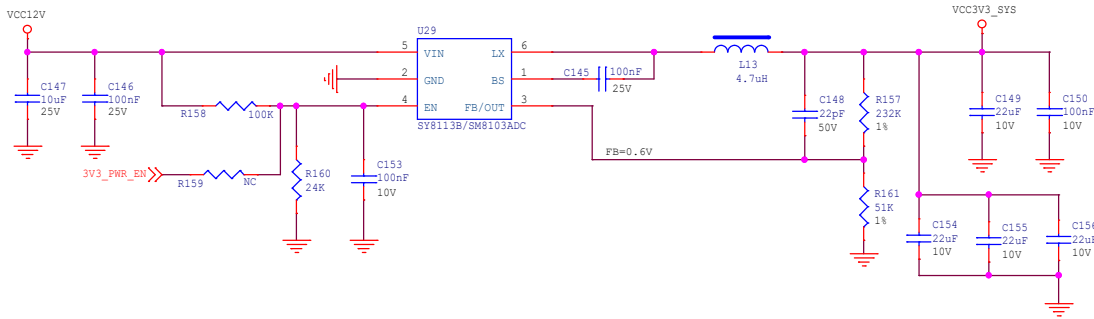 VCC12V
VCC3V3_SYS
U29
5 VIN LX 6
2 GND BS 1
4 EN FB/OUT 3
SY8113B/SM8103ADC
C147
10uF
25V
C146
100nF
25V
R158
100K
3V3_PWR_EN
R159
NC
R160
24K
C153
100nF
10V
C145
100nF
25V
L13
4.7uH
C148
22pF
50V
R157
232K
1%
FB=0.6V
R161
51K
1%
C149
22uF
10V
C150
100nF
10V
C154
22uF
10V
C155
22uF
10V
C156
22uF
10V